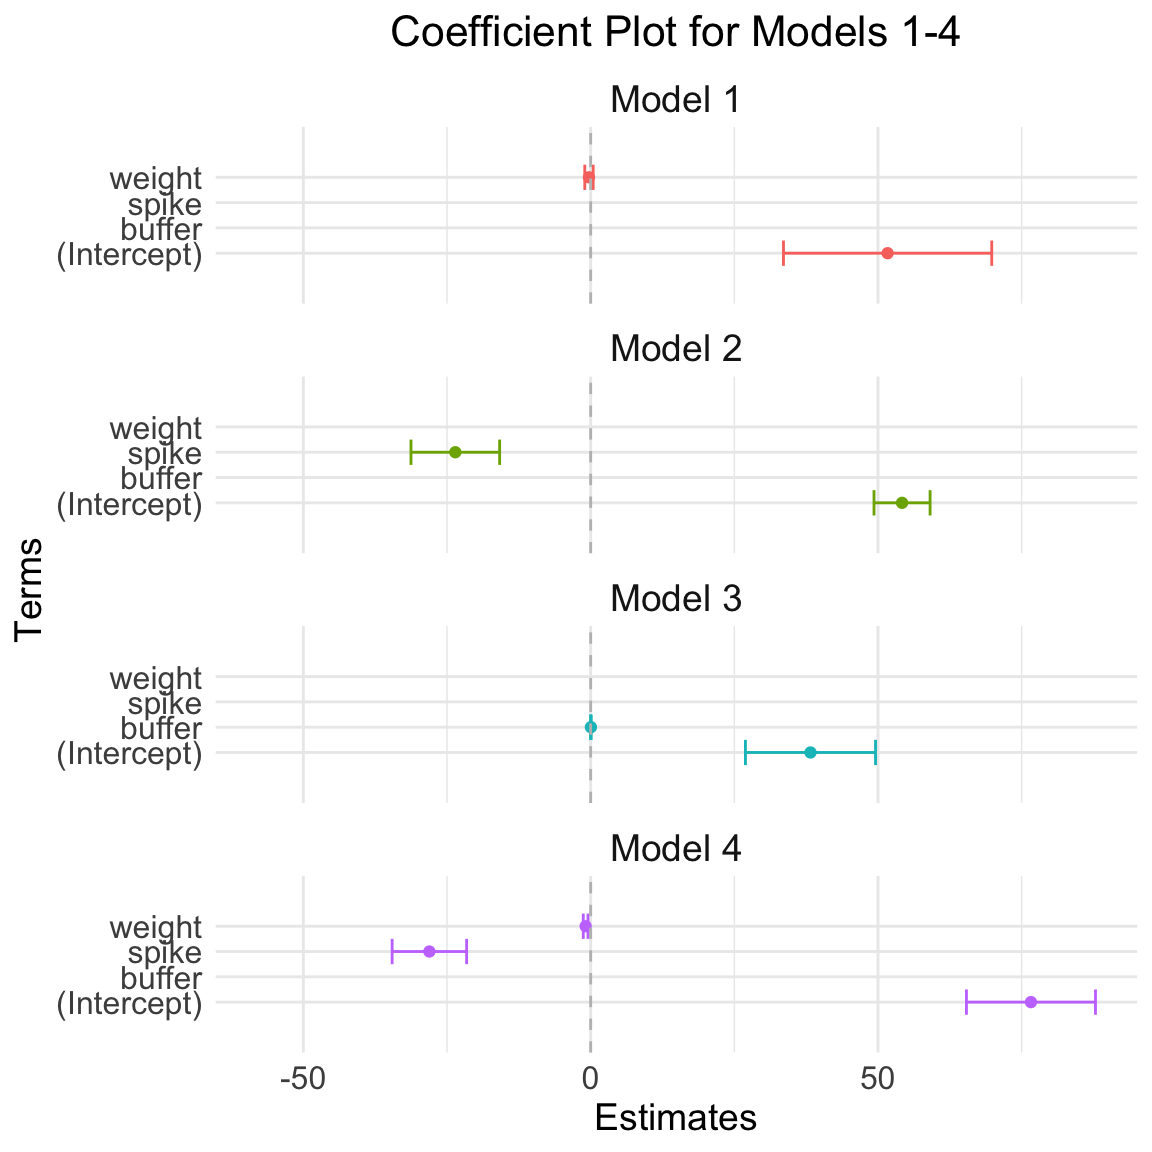 Coefficient Plot for Models 1-4
Model 1
weight
spike
buffer
(Intercept)
Model 2
weight
spike
buffer
(Intercept)
Terms
Model 3
weight
spike
buffer
(Intercept)
Model 4
weight
spike
buffer
(Intercept)
-50 0 50
Estimates